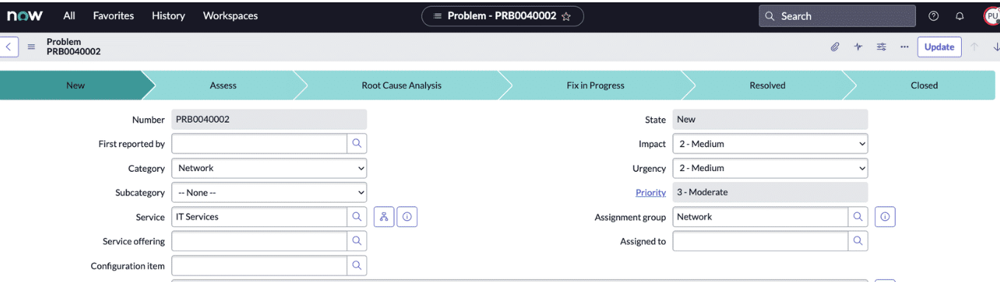 now All Favorites History Workspaces Problem - PRB0040002 Search PU
Problem
PRB0040002
Update
New Assess Root Cause Analysis Fix in Progress Resolved Closed
Number PRB0040002 State New
First reported by Impact 2 - Medium
Category Network Urgency 2 - Medium
Subcategory -- None -- Priority 3 - Moderate
Service IT Services Assignment group Network
Service offering Assigned to
Configuration item